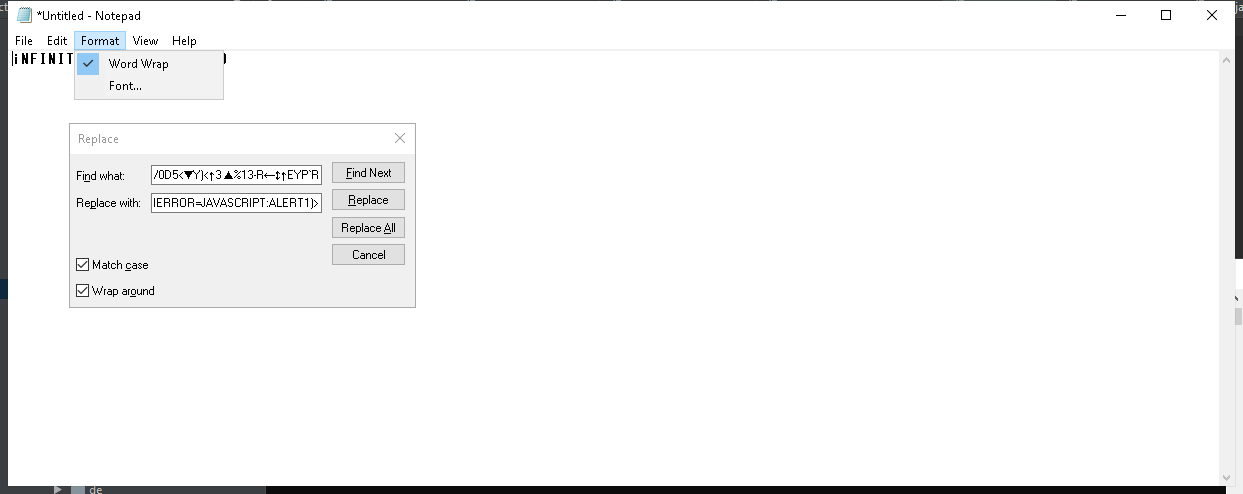 *Untitled - Notepad
File Edit Format View Help
iNFINIT
Word Wrap
Font...
Replace
Find what: /0D5<▼Y}<↑3▲%13-R←↕↑EYP`R Find Next
Replace with: IERROR=JAVASCRIPT:ALERT1)> Replace
Replace All
Cancel
Match case
Wrap around
de